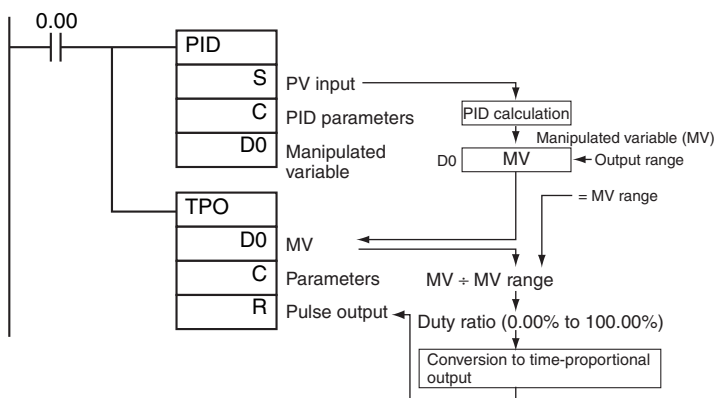 0.00
PID
S PV input
C PID parameters
D0 Manipulated
variable
PID calculation
Manipulated variable (MV)
D0 MV Output range
= MV range
TPO
D0 MV
C Parameters
R Pulse output
MV ÷ MV range
Duty ratio (0.00% to 100.00%)
Conversion to time-proportional
output